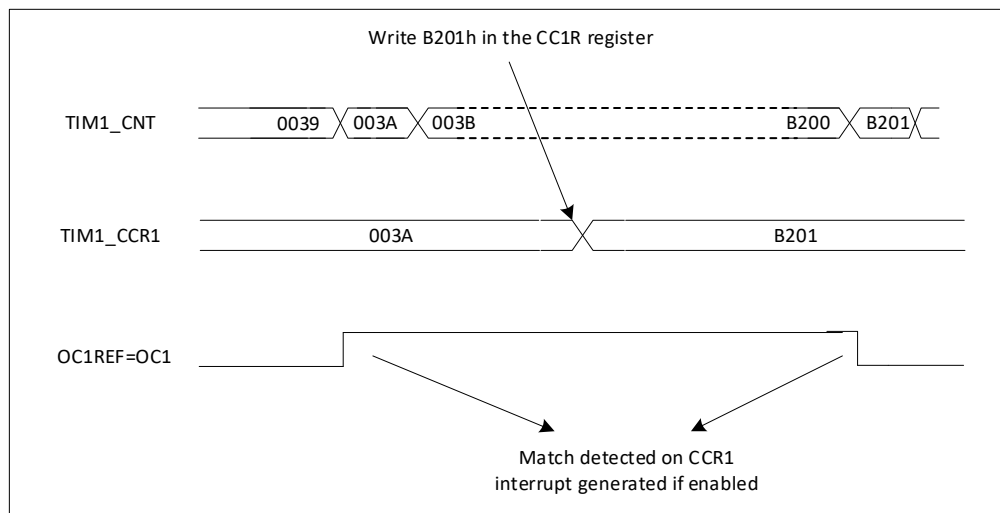 Write B201h in the CC1R register
TIM1_CNT
0039
003A
003B
B200
B201
TIM1_CCR1
003A
B201
OC1REF=OC1
Match detected on CCR1
interrupt generated if enabled